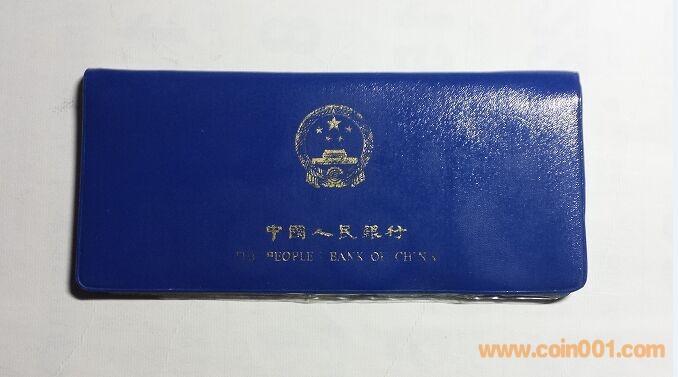 中國人民銀行
THE PEOPLE'S BANK OF CHINA
www.coin001.com